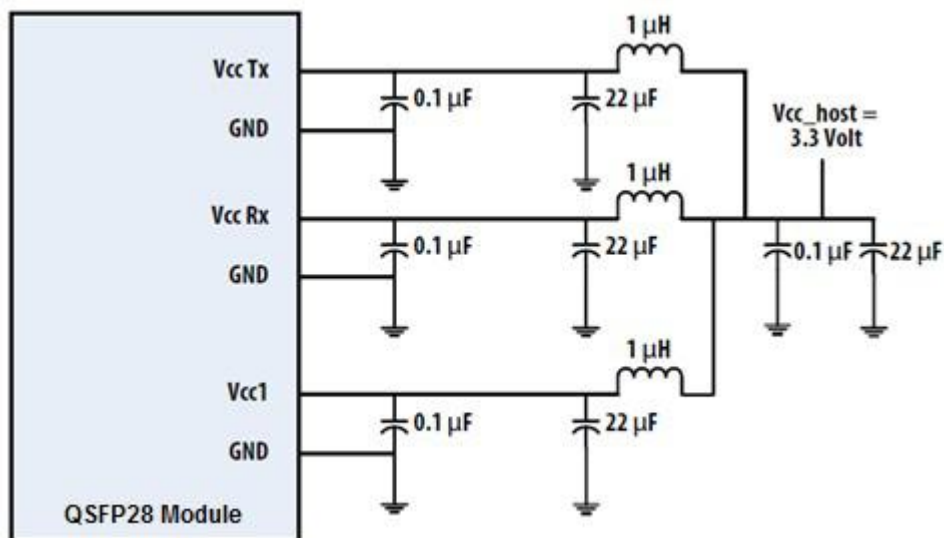 1 µH
Vcc Tx
0.1 µF
22 µF
Vcc_host =
3.3 Volt
GND
1 µH
Vcc Rx
0.1 µF
22 µF
0.1 µF
22 µF
GND
1 µH
Vcc1
0.1 µF
22 µF
GND
QSFP28 Module